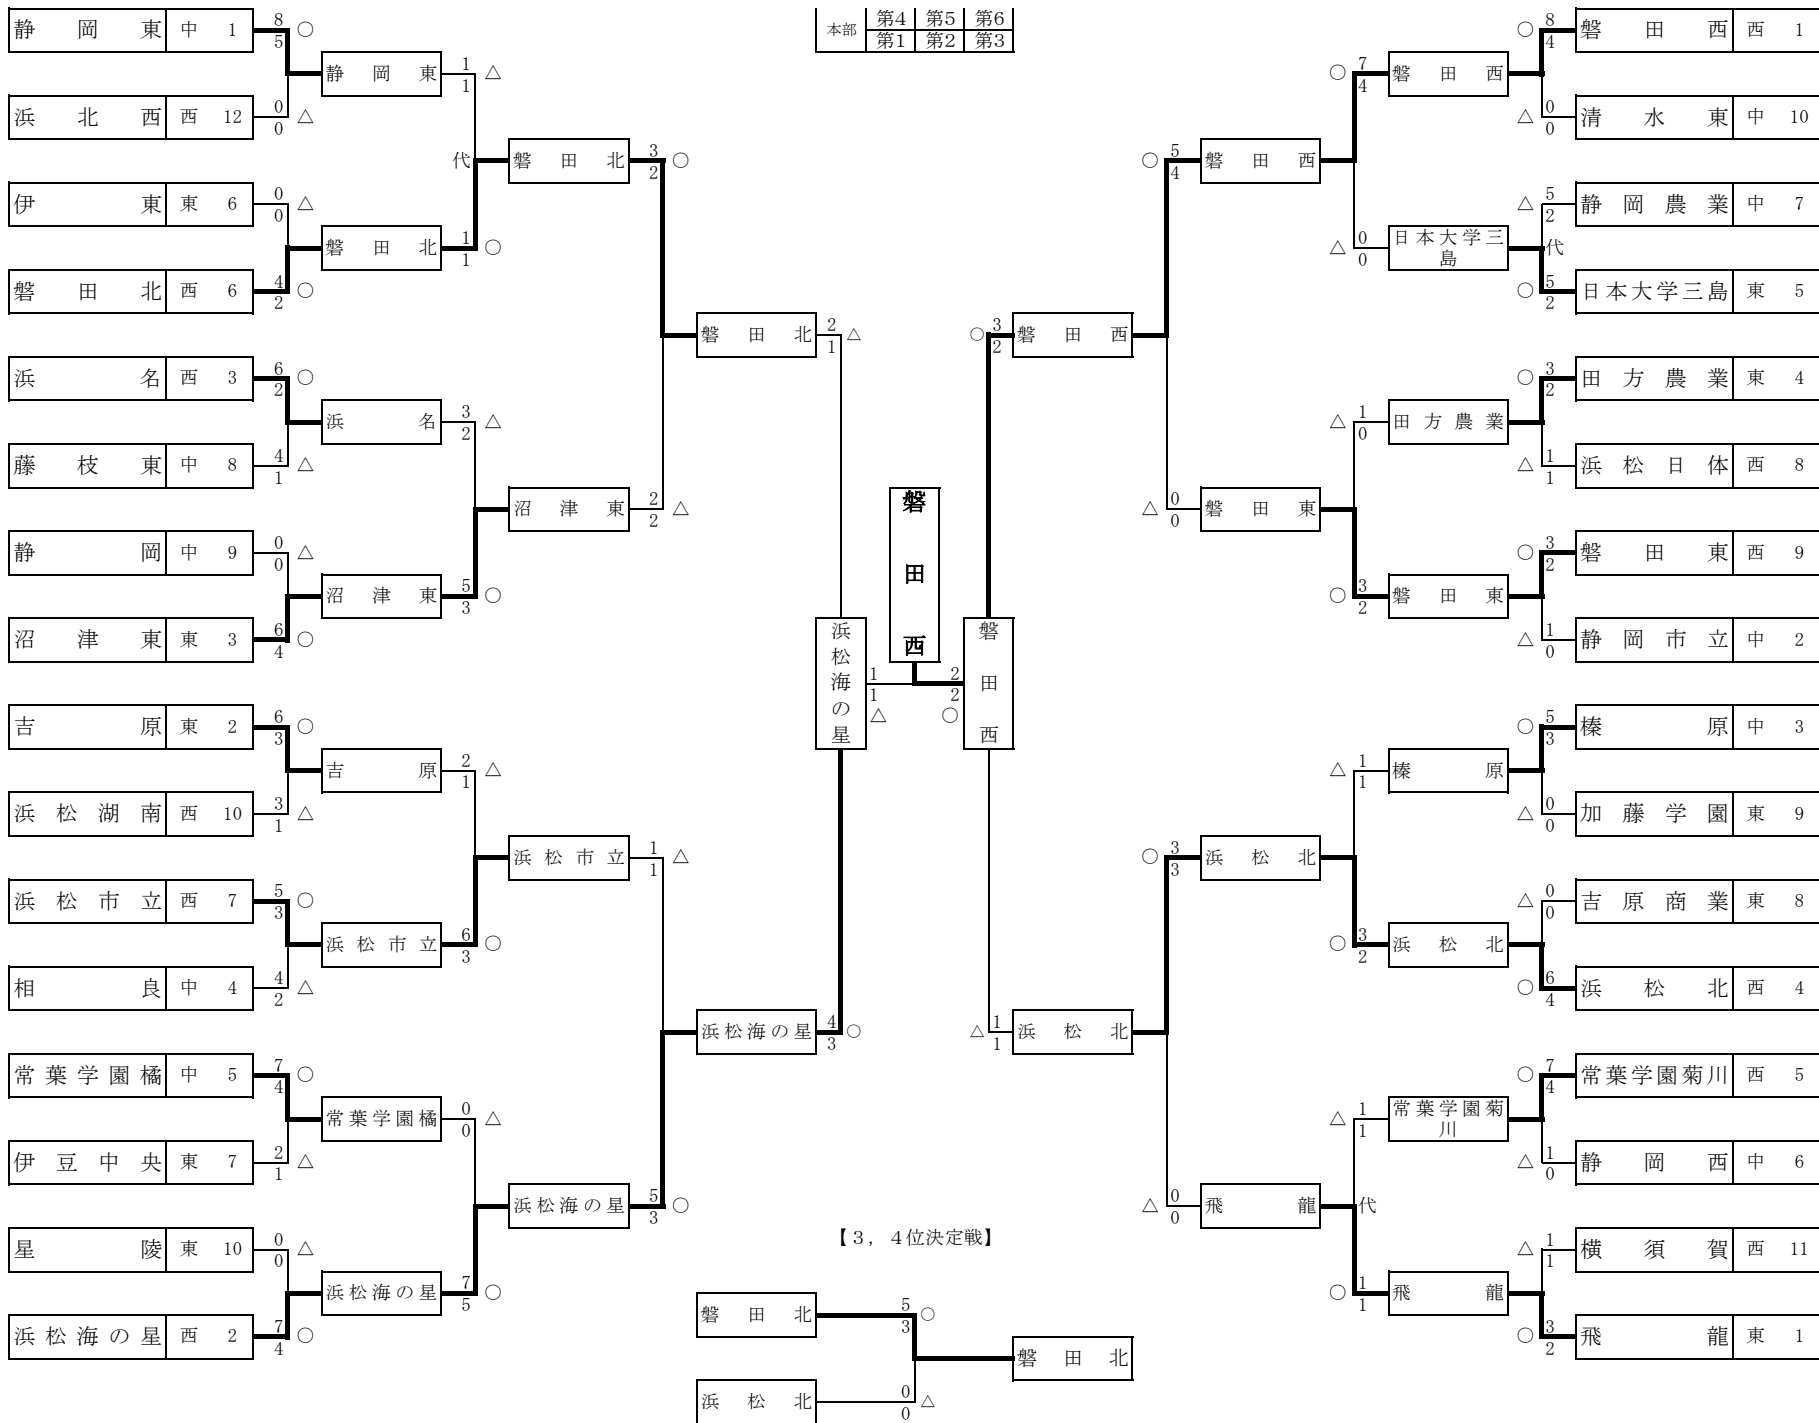 本部 第4 第5 第6
第1 第2 第3
静岡東 中 1 8 5 ○
静岡東 1 1 △
浜北西 西 12 0 0 △
代 磐田北 3 2 ○
伊東 東 6 0 0 △
磐田北 1 1 ○
磐田北 西 6 4 2 ○
磐田北 2 1 △
浜名 西 3 6 2 ○
浜名 3 2 △
藤枝東 中 8 4 1 △
沼津東 2 2 △
静岡 中 9 0 0 △
沼津東 5 3 ○
沼津東 東 3 6 4 ○
吉原 東 2 6 3 ○
吉原 2 1 △
浜松湖南 西 10 3 1 △
浜松市立 1 1 △
浜松市立 西 7 5 3 ○
浜松市立 6 3 ○
相良 中 4 4 2 △
浜松海の星 4 3 ○
常葉学園橘 中 5 7 4 ○
常葉学園橘 0 0 △
伊豆中央 東 7 2 1 △
浜松海の星 5 3 ○
星陵 東 10 0 0 △
浜松海の星 7 5 ○
浜松海の星 西 2 7 4 ○
磐田西
浜松海の星 1 1 △
○ 2 2 磐田西
○ 8 4 磐田西 西 1
○ 7 4 磐田西
△ 0 0 清水東 中 10
○ 5 4 磐田西
△ 5 2 静岡農業 中 7
△ 0 0 日本大学三島 代
○ 5 2 日本大学三島 東 5
○ 3 2 磐田西
○ 3 2 田方農業 東 4
△ 1 0 田方農業
△ 1 1 浜松日体 西 8
△ 0 0 磐田東
○ 3 2 磐田東 西 9
○ 3 2 磐田東
△ 1 0 静岡市立 中 2
○ 5 3 榛原 中 3
△ 1 1 榛原
△ 0 0 加藤学園 東 9
○ 3 3 浜松北
△ 0 0 吉原商業 東 8
○ 3 2 浜松北
○ 6 4 浜松北 西 4
△ 1 1 浜松北
○ 7 4 常葉学園菊川 西 5
△ 1 1 常葉学園菊川
△ 1 0 静岡西 中 6
△ 0 0 飛龍 代
△ 1 1 横須賀 西 11
○ 1 1 飛龍
○ 3 2 飛龍 東 1
【3，4位決定戦】
磐田北 5 3 ○
磐田北
浜松北 0 0 △